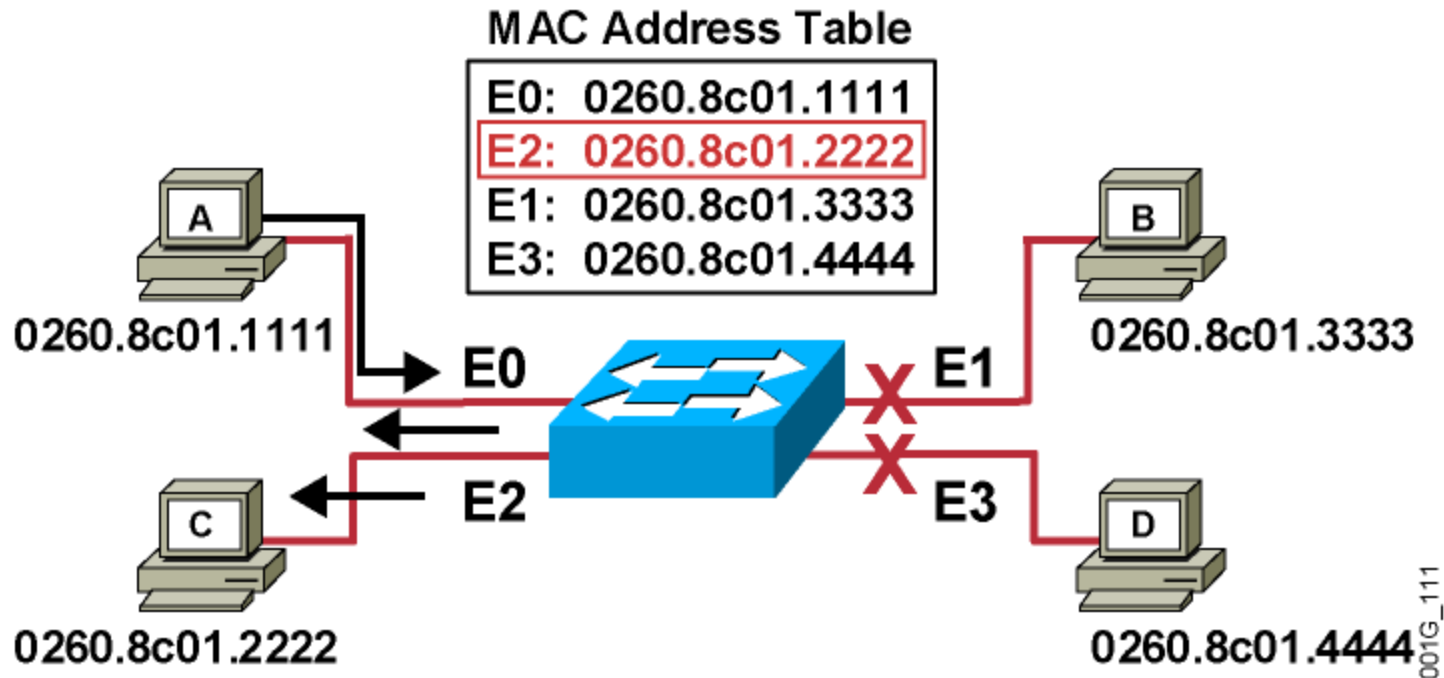 MAC Address Table
E0: 0260.8c01.1111
E2: 0260.8c01.2222
E1: 0260.8c01.3333
E3: 0260.8c01.4444
A
B
0260.8c01.1111
0260.8c01.3333
E0
X
E1
E2
X
E3
C
D
0260.8c01.2222
0260.8c01.4444
001G_111